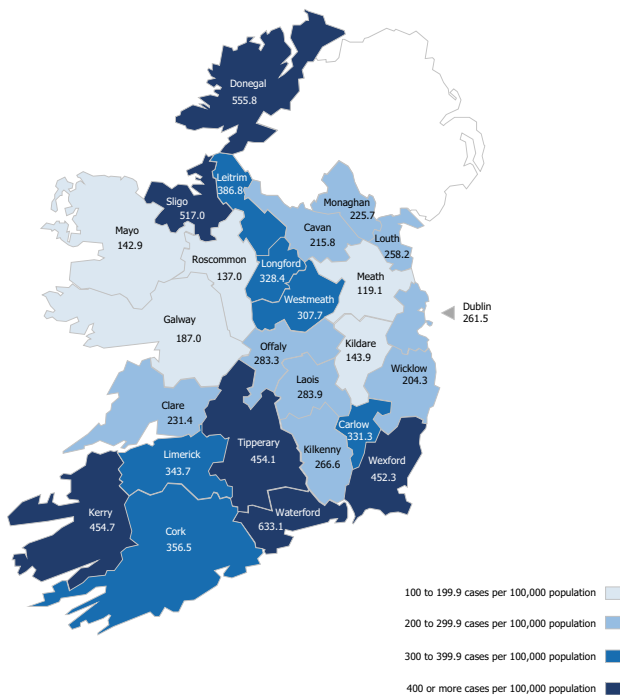 Donegal
555.8
Leitrim
386.8
Sligo
517.0
Monaghan
225.7
Cavan
215.8
Louth
258.2
Mayo
142.9
Roscommon
137.0
Longford
328.4
Meath
119.1
Westmeath
307.7
Dublin
261.5
Galway
187.0
Offaly
283.3
Kildare
143.9
Laois
283.9
Wicklow
204.3
Clare
231.4
Carlow
331.3
Tipperary
454.1
Kilkenny
266.6
Limerick
343.7
Wexford
452.3
Kerry
454.7
Waterford
633.1
Cork
356.5
100 to 199.9 cases per 100,000 population
200 to 299.9 cases per 100,000 population
300 to 399.9 cases per 100,000 population
400 or more cases per 100,000 population